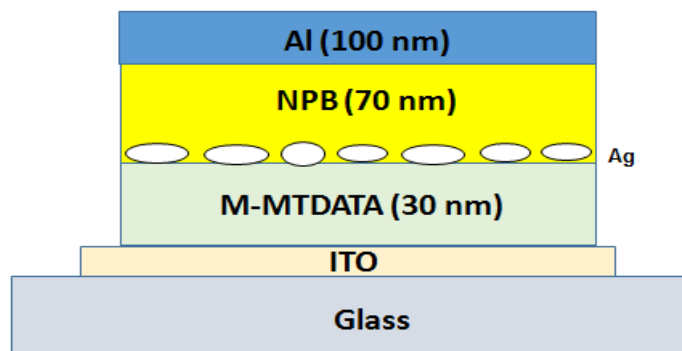 Al (100 nm)
NPB (70 nm)
Ag
M-MTDATA (30 nm)
ITO
Glass